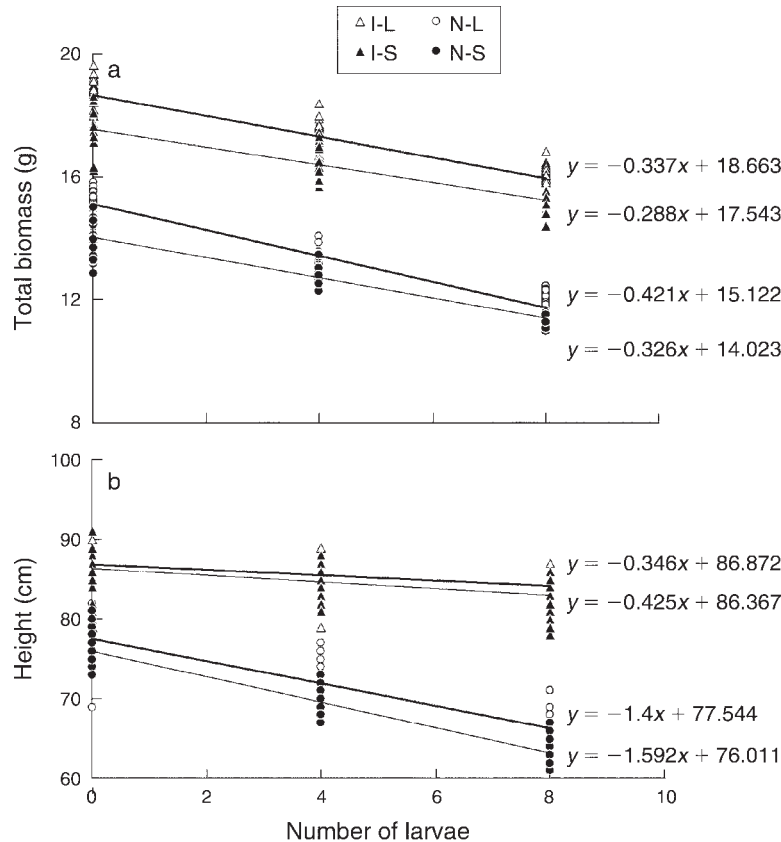 I-L N-L
I-S N-S
a
20
16
12
8
Total biomass (g)
y = −0.337x + 18.663
y = −0.288x + 17.543
y = −0.421x + 15.122
y = −0.326x + 14.023
b
100
90
80
70
60
Height (cm)
y = −0.346x + 86.872
y = −0.425x + 86.367
y = −1.4x + 77.544
y = −1.592x + 76.011
0 2 4 6 8 10
Number of larvae